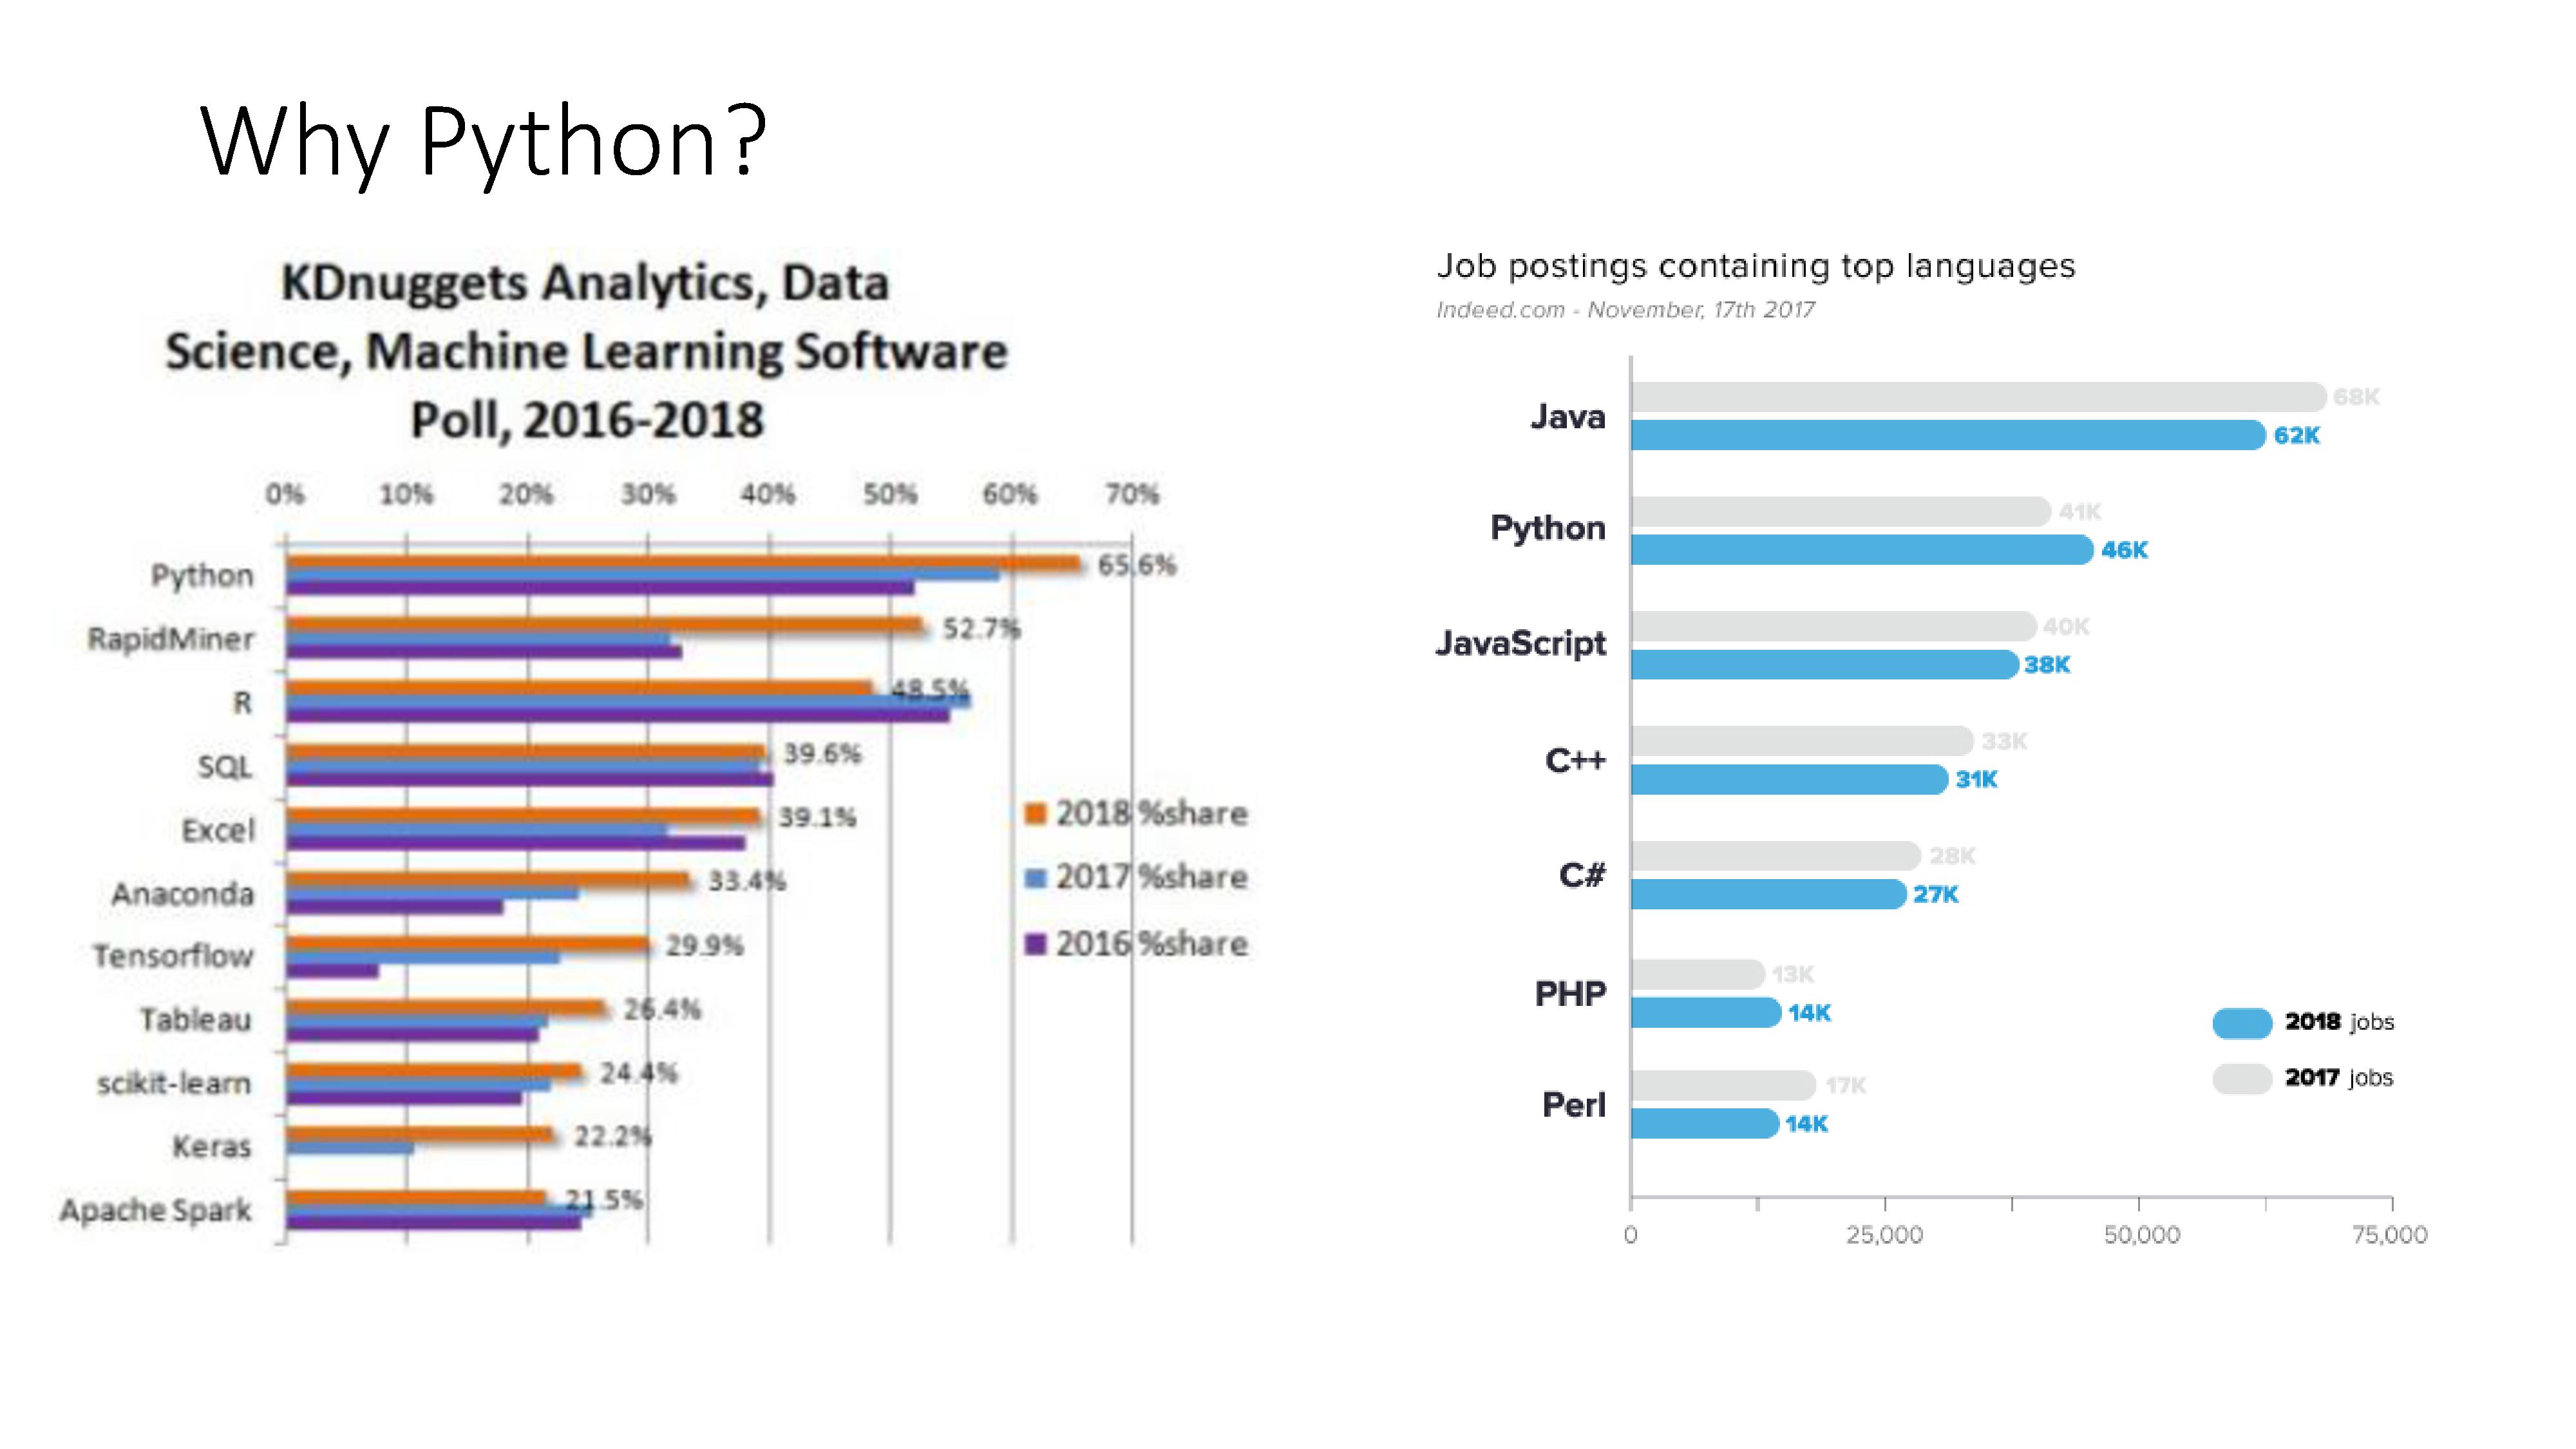 Why Python?
KDnuggets Analytics, Data
Science, Machine Learning Software
Poll, 2016-2018
0% 10% 20% 30% 40% 50% 60% 70%
Python 65.6%
RapidMiner 52.7%
R 48.5%
SQL 39.6%
Excel 39.1%
Anaconda 33.4%
Tensorflow 29.9%
Tableau 26.4%
scikit-learn 24.4%
Keras 22.2%
Apache Spark 21.5%
2018 %share
2017 %share
2016 %share
Job postings containing top languages
Indeed.com - November, 17th 2017
68K
Java
62K
41K
Python
46K
40K
JavaScript
38K
33K
C++
31K
28K
C#
27K
13K
PHP
14K
17K
Perl
14K
2018 jobs
2017 jobs
0 25,000 50,000 75,000